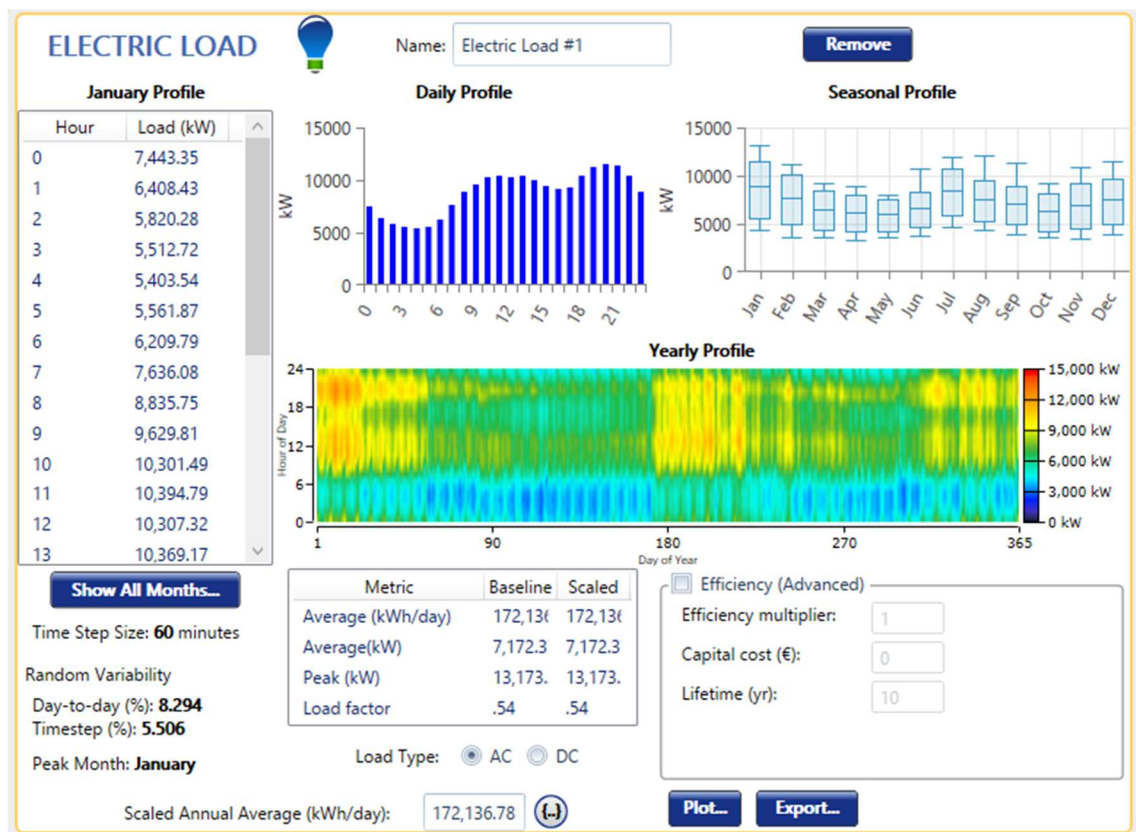 ELECTRIC LOAD
Name: Electric Load #1
Remove
January Profile
Hour Load (kW)
0 7,443.35
1 6,408.43
2 5,820.28
3 5,512.72
4 5,403.54
5 5,561.87
6 6,209.79
7 7,636.08
8 8,835.75
9 9,629.81
10 10,301.49
11 10,394.79
12 10,307.32
13 10,369.17
Show All Months...
Time Step Size: 60 minutes
Random Variability
Day-to-day (%): 8.294
Timestep (%): 5.506
Peak Month: January
Daily Profile
15000
10000
5000
0
kW
0 3 6 9 12 15 18 21
Seasonal Profile
15000
10000
5000
0
kW
Jan Feb Mar Apr May Jun Jul Aug Sep Oct Nov Dec
Yearly Profile
24
18
12
6
0
Hour of Day
1 90 180 270 365
Day of Year
15,000 kW
12,000 kW
9,000 kW
6,000 kW
3,000 kW
0 kW
Metric Baseline Scaled
Average (kWh/day) 172,136 172,136
Average(kW) 7,172.3 7,172.3
Peak (kW) 13,173. 13,173.
Load factor .54 .54
Load Type: AC DC
Scaled Annual Average (kWh/day): 172,136.78 {..}
Efficiency (Advanced)
Efficiency multiplier: 1
Capital cost (€): 0
Lifetime (yr): 10
Plot... Export...